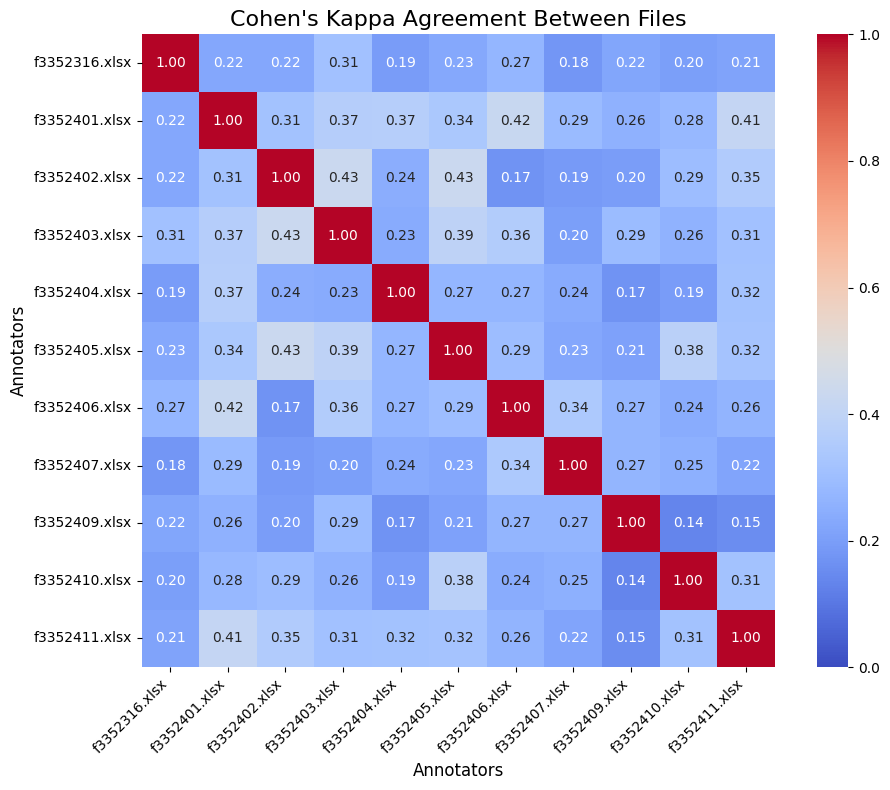 Cohen's Kappa Agreement Between Files
f3352316.xlsx 1.00 0.22 0.22 0.31 0.19 0.23 0.27 0.18 0.22 0.20 0.21
f3352401.xlsx 0.22 1.00 0.31 0.37 0.37 0.34 0.42 0.29 0.26 0.28 0.41
f3352402.xlsx 0.22 0.31 1.00 0.43 0.24 0.43 0.17 0.19 0.20 0.29 0.35
f3352403.xlsx 0.31 0.37 0.43 1.00 0.23 0.39 0.36 0.20 0.29 0.26 0.31
f3352404.xlsx 0.19 0.37 0.24 0.23 1.00 0.27 0.27 0.24 0.17 0.19 0.32
f3352405.xlsx 0.23 0.34 0.43 0.39 0.27 1.00 0.29 0.23 0.21 0.38 0.32
f3352406.xlsx 0.27 0.42 0.17 0.36 0.27 0.29 1.00 0.34 0.27 0.24 0.26
f3352407.xlsx 0.18 0.29 0.19 0.20 0.24 0.23 0.34 1.00 0.27 0.25 0.22
f3352409.xlsx 0.22 0.26 0.20 0.29 0.17 0.21 0.27 0.27 1.00 0.14 0.15
f3352410.xlsx 0.20 0.28 0.29 0.26 0.19 0.38 0.24 0.25 0.14 1.00 0.31
f3352411.xlsx 0.21 0.41 0.35 0.31 0.32 0.32 0.26 0.22 0.15 0.31 1.00
Annotators
f3352316.xlsx f3352401.xlsx f3352402.xlsx f3352403.xlsx f3352404.xlsx f3352405.xlsx f3352406.xlsx f3352407.xlsx f3352409.xlsx f3352410.xlsx f3352411.xlsx
Annotators
1.0
0.8
0.6
0.4
0.2
0.0